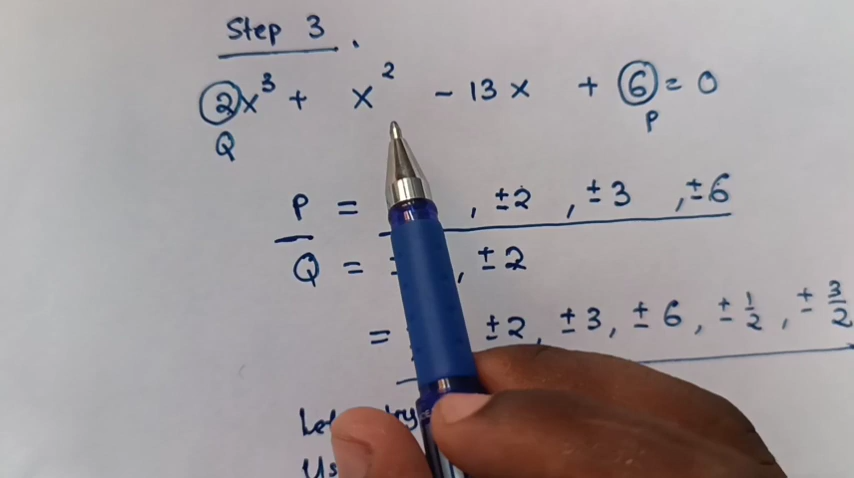 Step 3.
2x³ + x² - 13x + 6 = 0
Q P
P = , ±2, ±3, ±6
Q = ± , ±2
= ±2, ±3, ±6, ±1/2, ±3/2